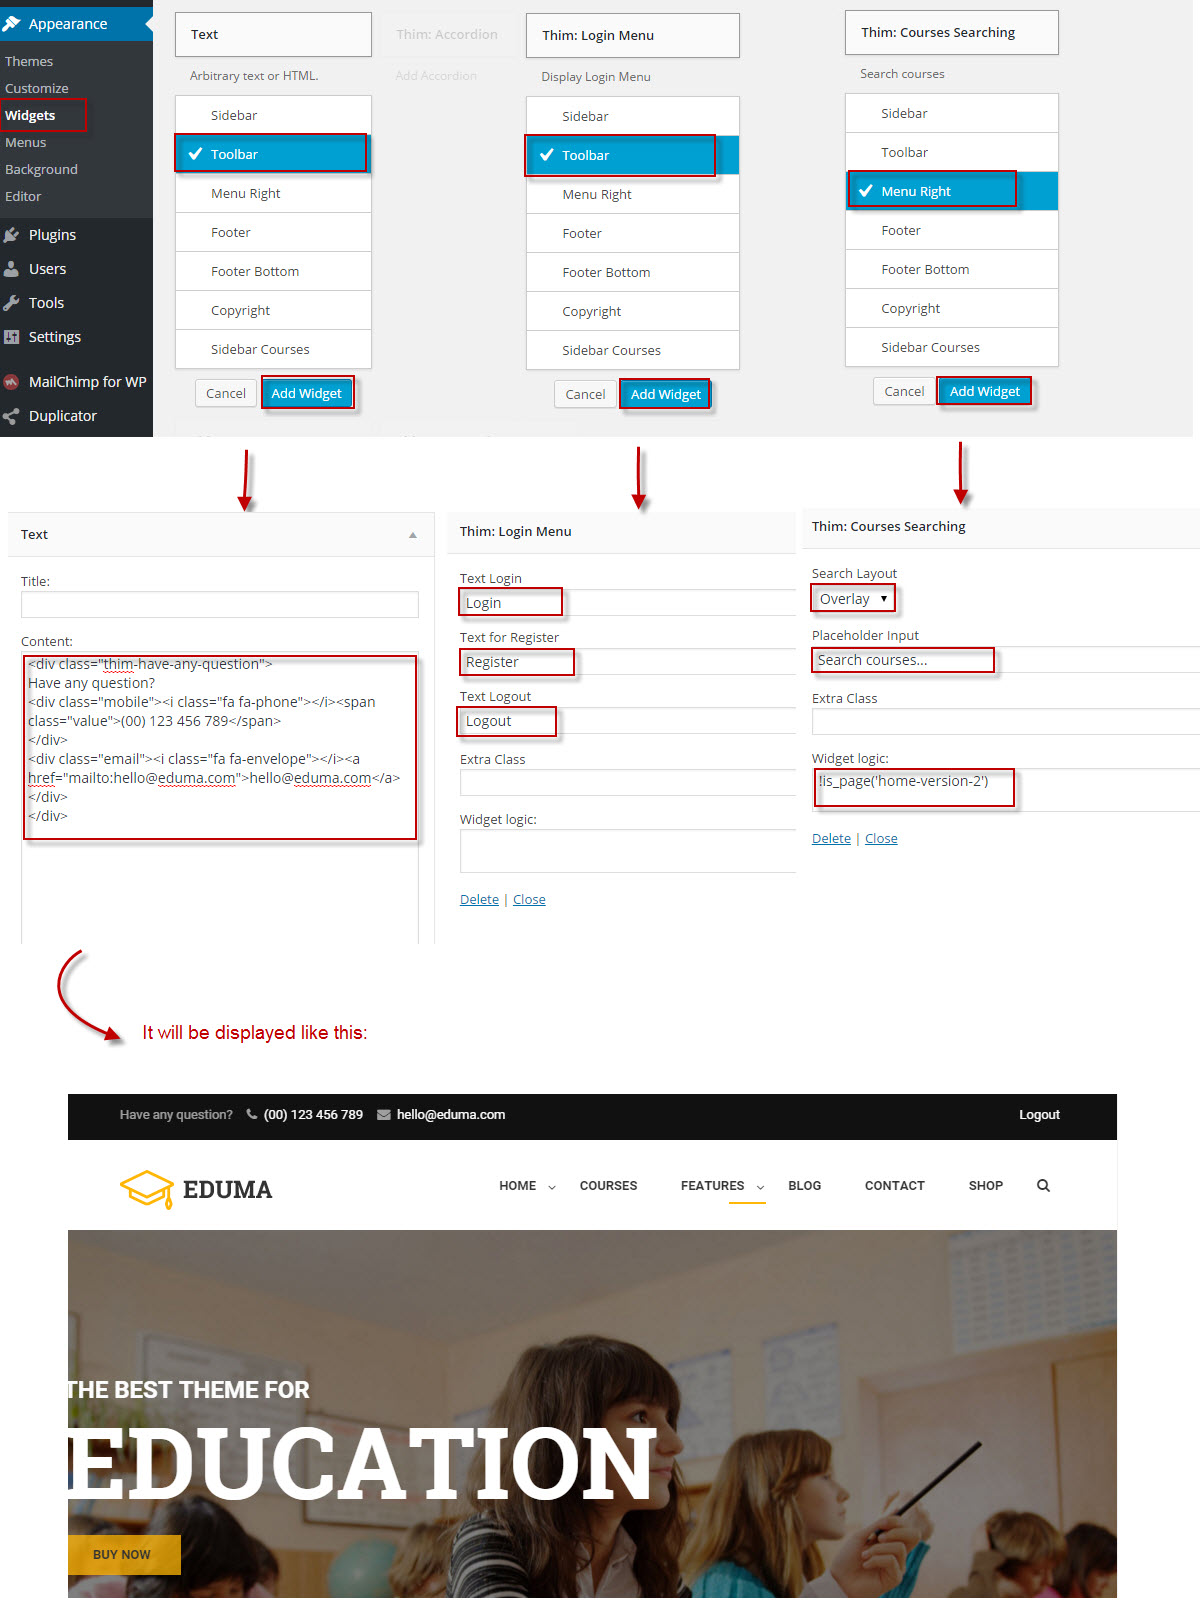 Appearance
Themes
Customize
Widgets
Menus
Background
Editor
Plugins
Users
Tools
Settings
MailChimp for WP
Duplicator
Text
Arbitrary text or HTML.
Sidebar
Toolbar
Menu Right
Footer
Footer Bottom
Copyright
Sidebar Courses
Cancel
Add Widget
Thim: Accordion
Add Accordion
Thim: Login Menu
Display Login Menu
Sidebar
Toolbar
Menu Right
Footer
Footer Bottom
Copyright
Sidebar Courses
Cancel
Add Widget
Thim: Courses Searching
Search courses
Sidebar
Toolbar
Menu Right
Footer
Footer Bottom
Copyright
Sidebar Courses
Cancel
Add Widget
Text
Title:
Content:
<div class="thim-have-any-question">
Have any question?
<div class="mobile"><i class="fa fa-phone"></i><span
class="value">(00) 123 456 789</span>
</div>
<div class="email"><i class="fa fa-envelope"></i><a
href="mailto:hello@eduma.com">hello@eduma.com</a>
</div>
</div>
Thim: Login Menu
Text Login
Login
Text for Register
Register
Text Logout
Logout
Extra Class
Widget logic:
Delete | Close
Thim: Courses Searching
Search Layout
Overlay
Placeholder Input
Search courses...
Extra Class
Widget logic:
!is_page('home-version-2')
Delete | Close
It will be displayed like this:
Have any question? (00) 123 456 789 hello@eduma.com Logout
EDUMA HOME COURSES FEATURES BLOG CONTACT SHOP
THE BEST THEME FOR
EDUCATION
BUY NOW